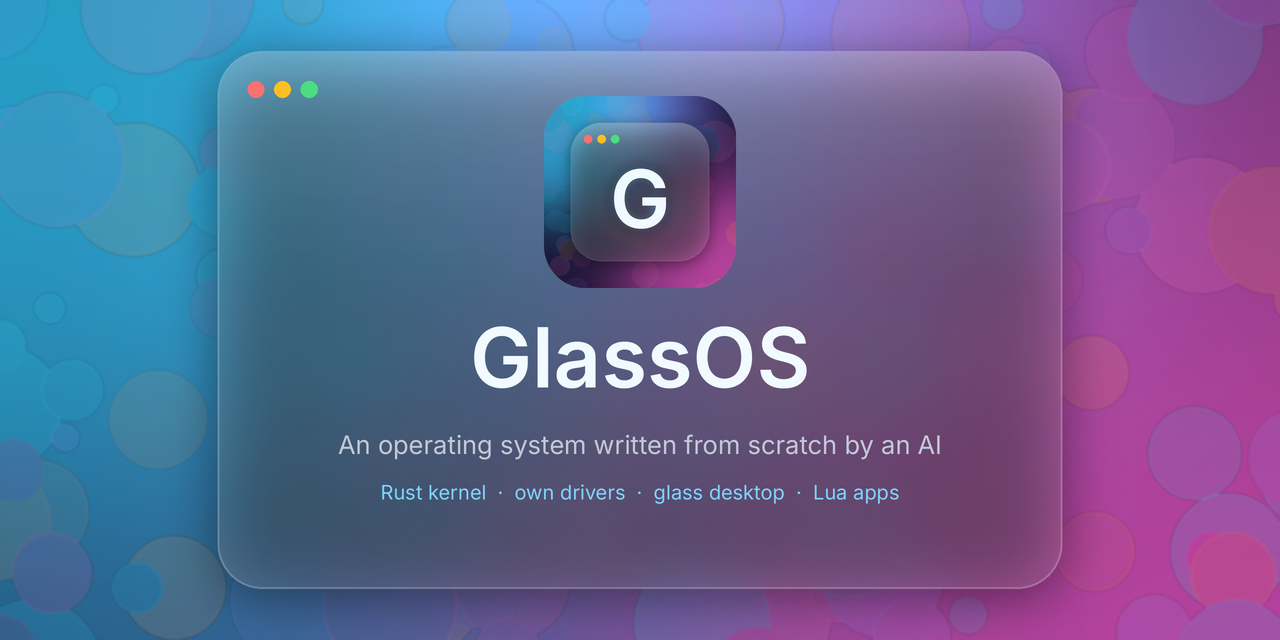 G
GlassOS
An operating system written from scratch by an AI
Rust kernel · own drivers · glass desktop · Lua apps